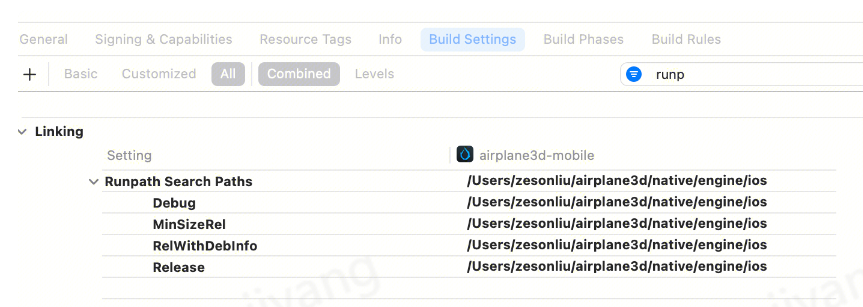 General Signing & Capabilities Resource Tags Info Build Settings Build Phases Build Rules
+ Basic Customized All Combined Levels runp
Linking
Setting airplane3d-mobile
Runpath Search Paths /Users/zesonliu/airplane3d/native/engine/ios
Debug /Users/zesonliu/airplane3d/native/engine/ios
MinSizeRel /Users/zesonliu/airplane3d/native/engine/ios
RelWithDebInfo /Users/zesonliu/airplane3d/native/engine/ios
Release /Users/zesonliu/airplane3d/native/engine/ios